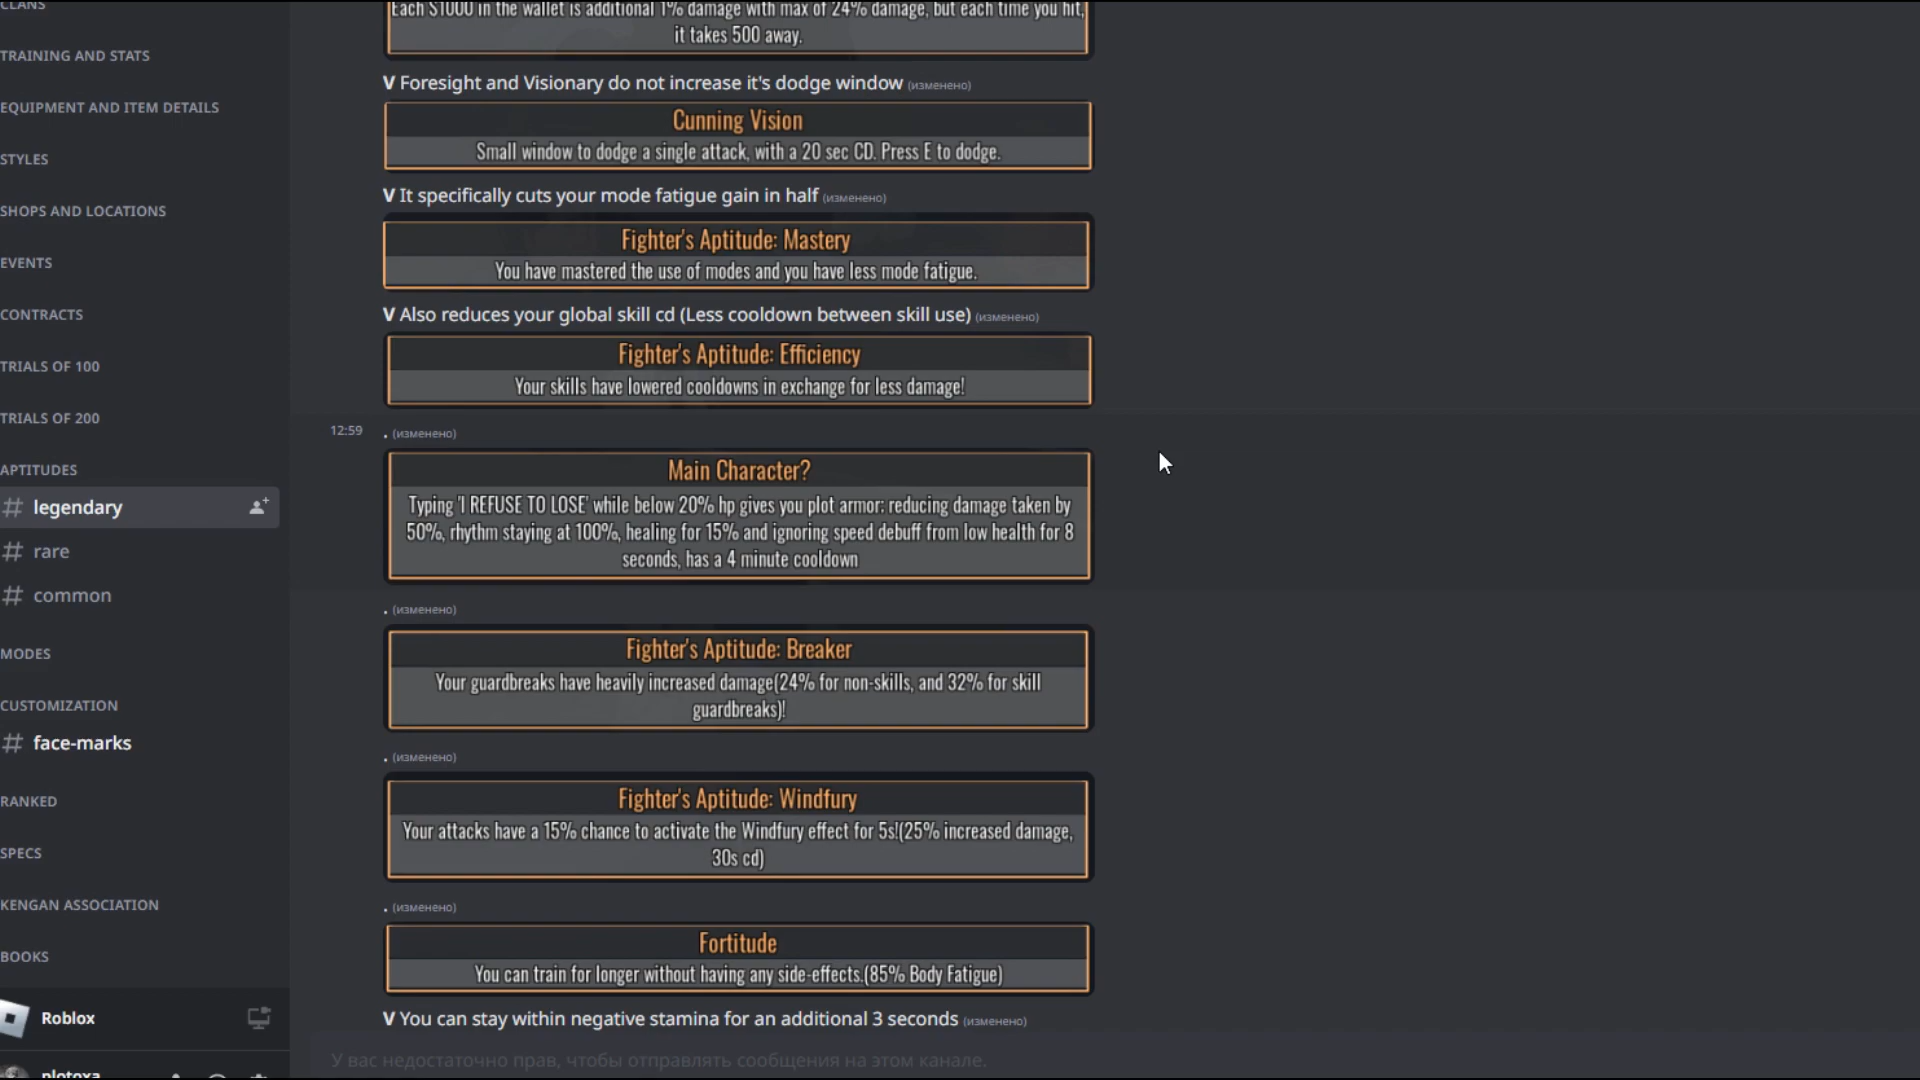 CLANS
TRAINING AND STATS
EQUIPMENT AND ITEM DETAILS
STYLES
SHOPS AND LOCATIONS
EVENTS
CONTRACTS
TRIALS OF 100
TRIALS OF 200
APTITUDES
# legendary
# rare
# common
MODES
CUSTOMIZATION
# face-marks
RANKED
SPECS
KENGAN ASSOCIATION
BOOKS
Roblox
plotoxa
Each $1000 in the wallet is additional 1% damage with max of 24% damage, but each time you hit,
it takes 500 away.
V Foresight and Visionary do not increase it's dodge window (изменено)
Cunning Vision
Small window to dodge a single attack, with a 20 sec CD. Press E to dodge.
V It specifically cuts your mode fatigue gain in half (изменено)
Fighter's Aptitude: Mastery
You have mastered the use of modes and you have less mode fatigue.
V Also reduces your global skill cd (Less cooldown between skill use) (изменено)
Fighter's Aptitude: Efficiency
Your skills have lowered cooldowns in exchange for less damage!
12:59 . (изменено)
Main Character?
Typing 'I REFUSE TO LOSE' while below 20% hp gives you plot armor: reducing damage taken by
50%, rhythm staying at 100%, healing for 15% and ignoring speed debuff from low health for 8
seconds, has a 4 minute cooldown
. (изменено)
Fighter's Aptitude: Breaker
Your guardbreaks have heavily increased damage(24% for non-skills, and 32% for skill
guardbreaks)!
. (изменено)
Fighter's Aptitude: Windfury
Your attacks have a 15% chance to activate the Windfury effect for 5s!(25% increased damage,
30s cd)
. (изменено)
Fortitude
You can train for longer without having any side-effects.(85% Body Fatigue)
V You can stay within negative stamina for an additional 3 seconds (изменено)
У вас недостаточно прав, чтобы отправлять сообщения на этом канале.